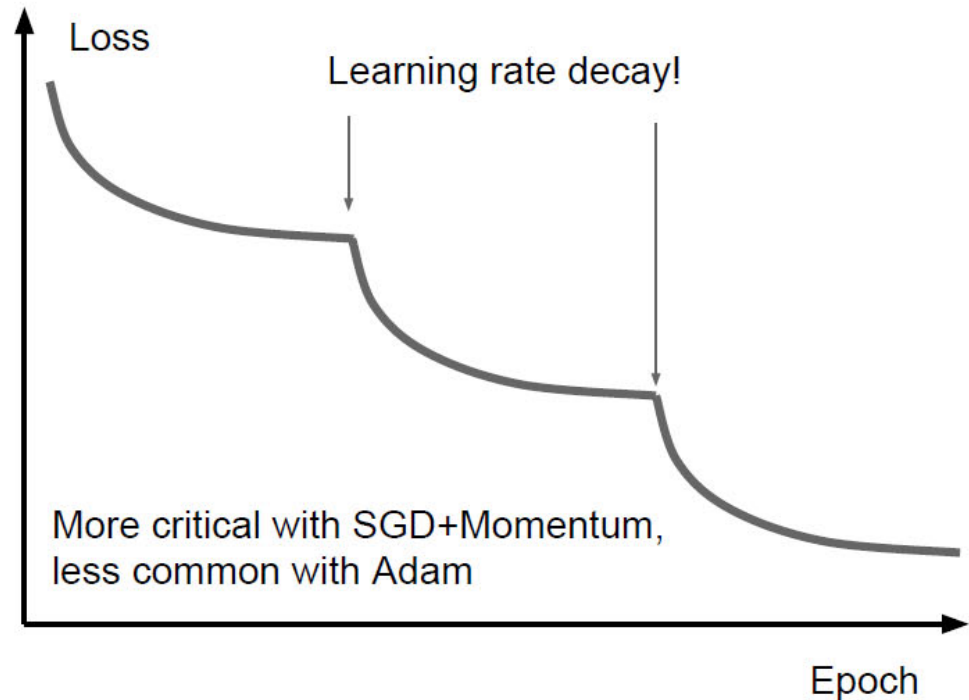 Loss
Learning rate decay!
More critical with SGD+Momentum,
less common with Adam
Epoch